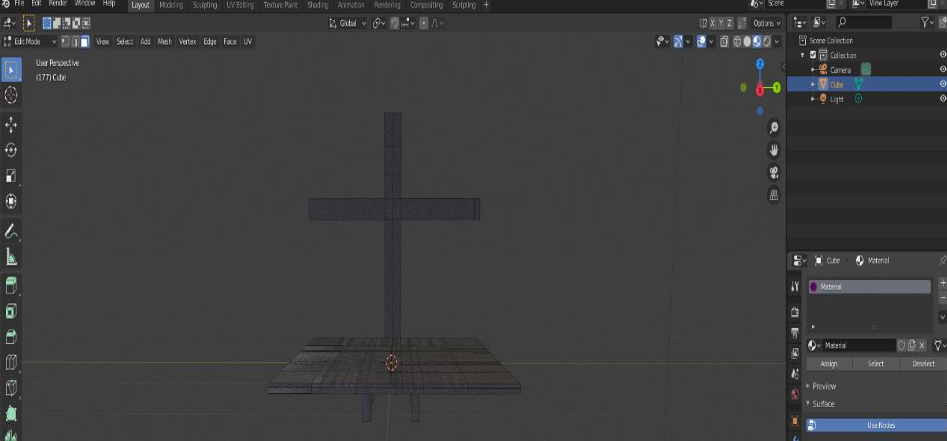 File Edit Render Window Help Layout Modeling Sculpting UV Editing Texture Paint Shading Animation Rendering Compositing Scripting + Scene View Layer
Global Options
X Y Z
Edit Mode View Select Add Mesh Vertex Edge Face UV
User Perspective
(177) Cube
Z
Y
Scene Collection
Collection
Camera
Cube
Light
Cube Material
Material
Material
Assign Select Deselect
Preview
Surface
Use Nodes